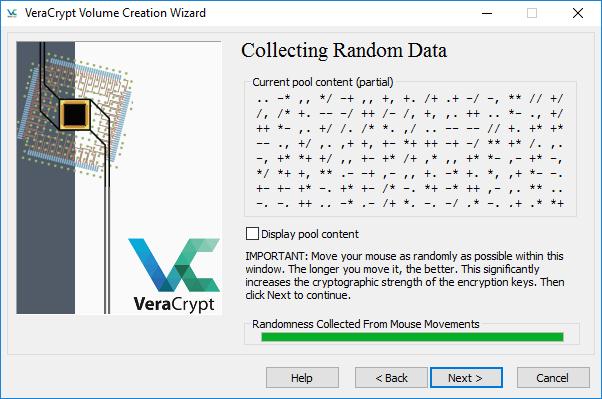 VeraCrypt Volume Creation Wizard
Collecting Random Data
Current pool content (partial)
.. -* ,, */ -+ ,, +, +. /+ .+ -/ -, ** // +/
/, /* +. -- -/ ++ /- /, +, ,. ++ .. *- ., +/
++ *- ,. +/ /. /* *. ,/ .. -- -- // +. +* +*
-- ., +/ ,. ,+ +, +- *+ ++ -+ -/ ** +* /. ,.
-, +* *+ +/ ,, +- +* /+ ,* ,, +* *- ,- +* -,
*/ *+ +, ** .- -+ ,- ,, +. -* +. *, ,+ *- -.
+- +- +* -. +* +- /* -. *+ -* ++ ,- ,. ** ..
-. -. ++ .. -* .- /+ *. -. -/ .* -. .+ .* *+
Display pool content
IMPORTANT: Move your mouse as randomly as possible within this
window. The longer you move it, the better. This significantly
increases the cryptographic strength of the encryption keys. Then
click Next to continue.
VeraCrypt
Randomness Collected From Mouse Movements
Help
< Back
Next >
Cancel